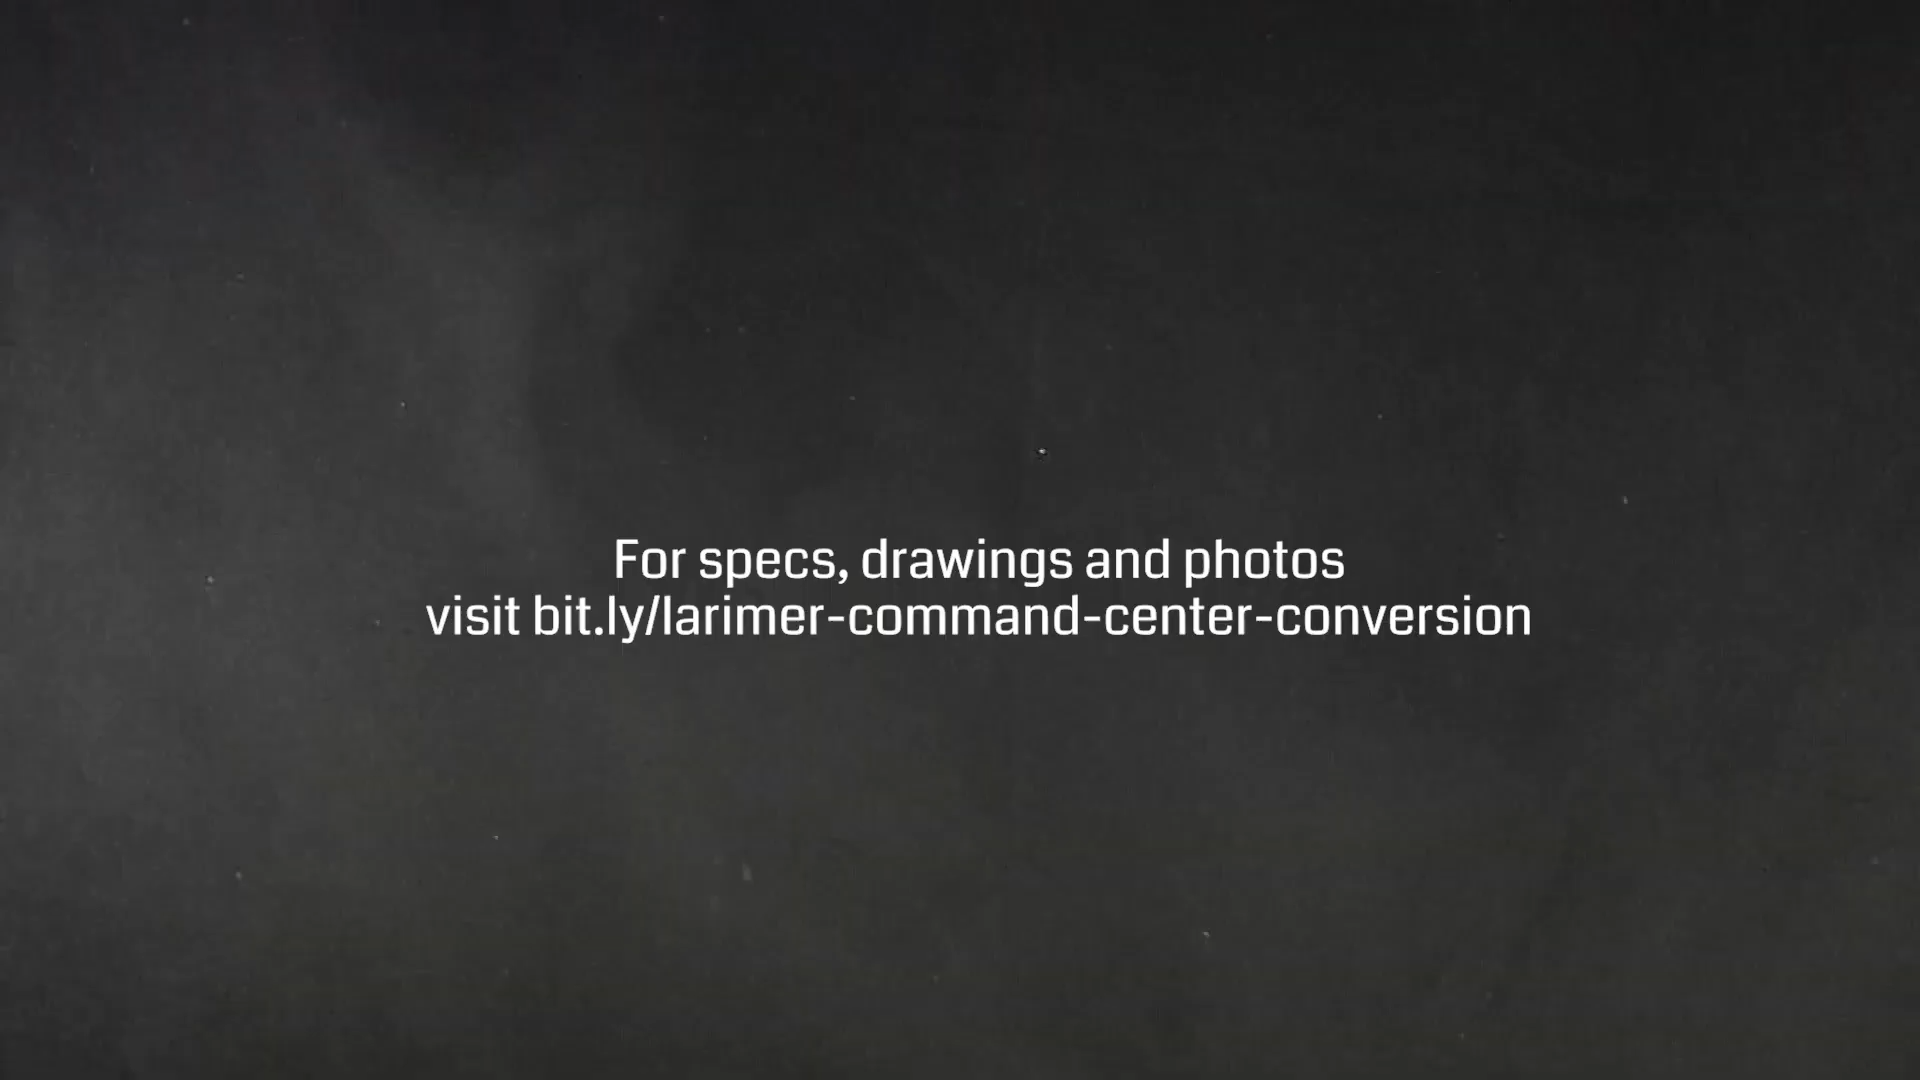 For specs, drawings and photos
visit bit.ly/larimer-command-center-conversion